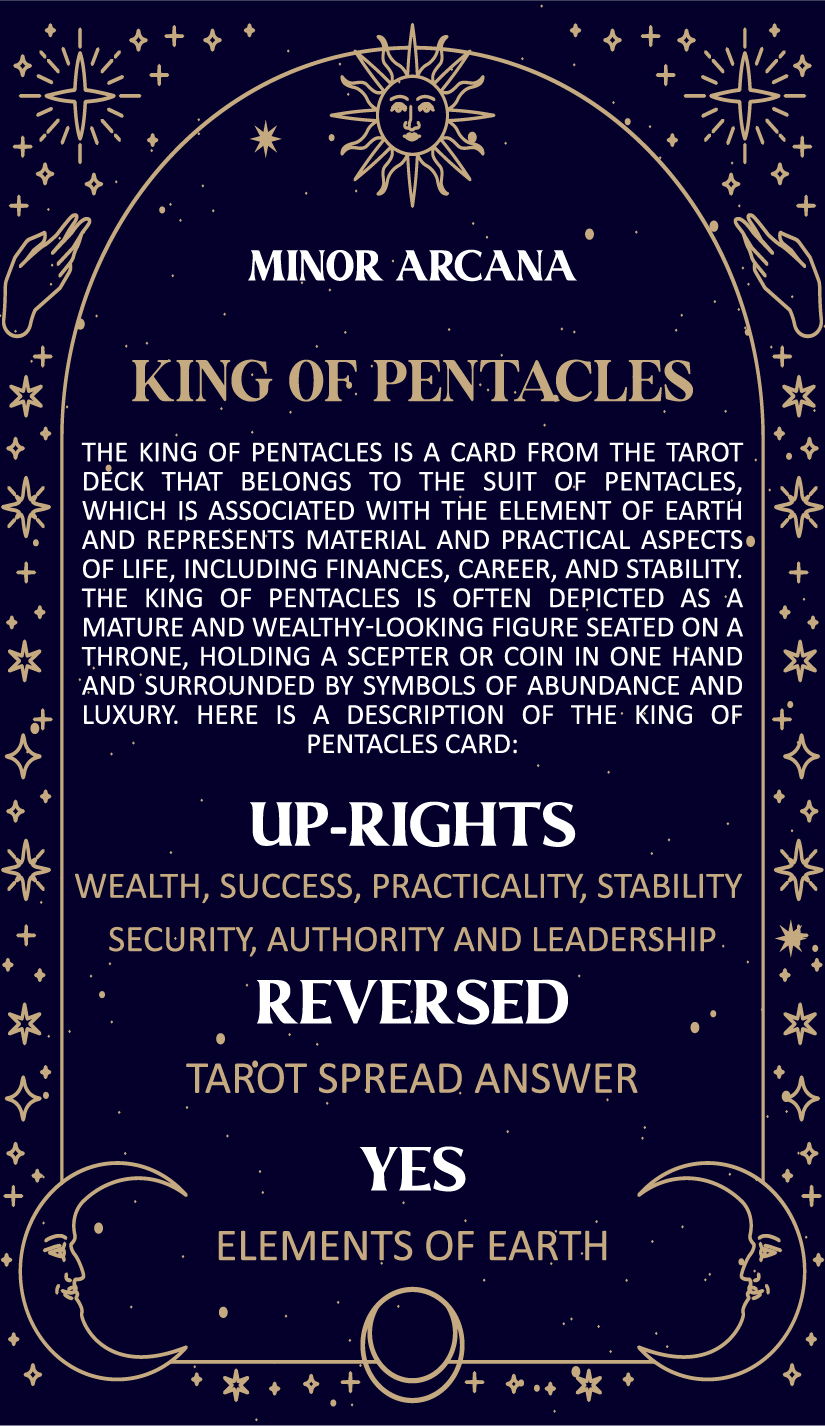 MINOR ARCANA
KING OF PENTACLES
THE KING OF PENTACLES IS A CARD FROM THE TAROT
DECK THAT BELONGS TO THE SUIT OF PENTACLES,
WHICH IS ASSOCIATED WITH THE ELEMENT OF EARTH
AND REPRESENTS MATERIAL AND PRACTICAL ASPECTS
OF LIFE, INCLUDING FINANCES, CAREER, AND STABILITY.
THE KING OF PENTACLES IS OFTEN DEPICTED AS A
MATURE AND WEALTHY-LOOKING FIGURE SEATED ON A
THRONE, HOLDING A SCEPTER OR COIN IN ONE HAND
AND SURROUNDED BY SYMBOLS OF ABUNDANCE AND
LUXURY. HERE IS A DESCRIPTION OF THE KING OF
PENTACLES CARD:
UP-RIGHTS
WEALTH, SUCCESS, PRACTICALITY, STABILITY
SECURITY, AUTHORITY AND LEADERSHIP
REVERSED
TAROT SPREAD ANSWER
YES
ELEMENTS OF EARTH